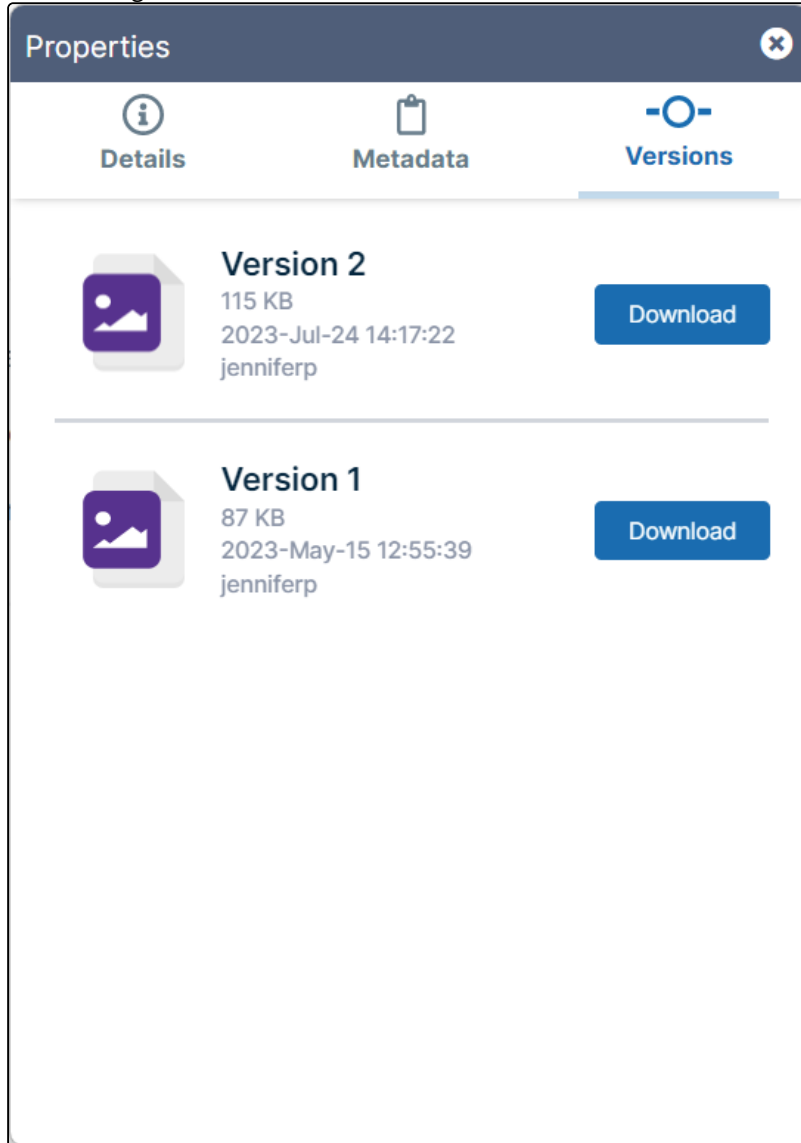 Properties
Details
Metadata
Versions
Version 2
115 KB
2023-Jul-24 14:17:22
jenniferp
Download
Version 1
87 KB
2023-May-15 12:55:39
jenniferp
Download